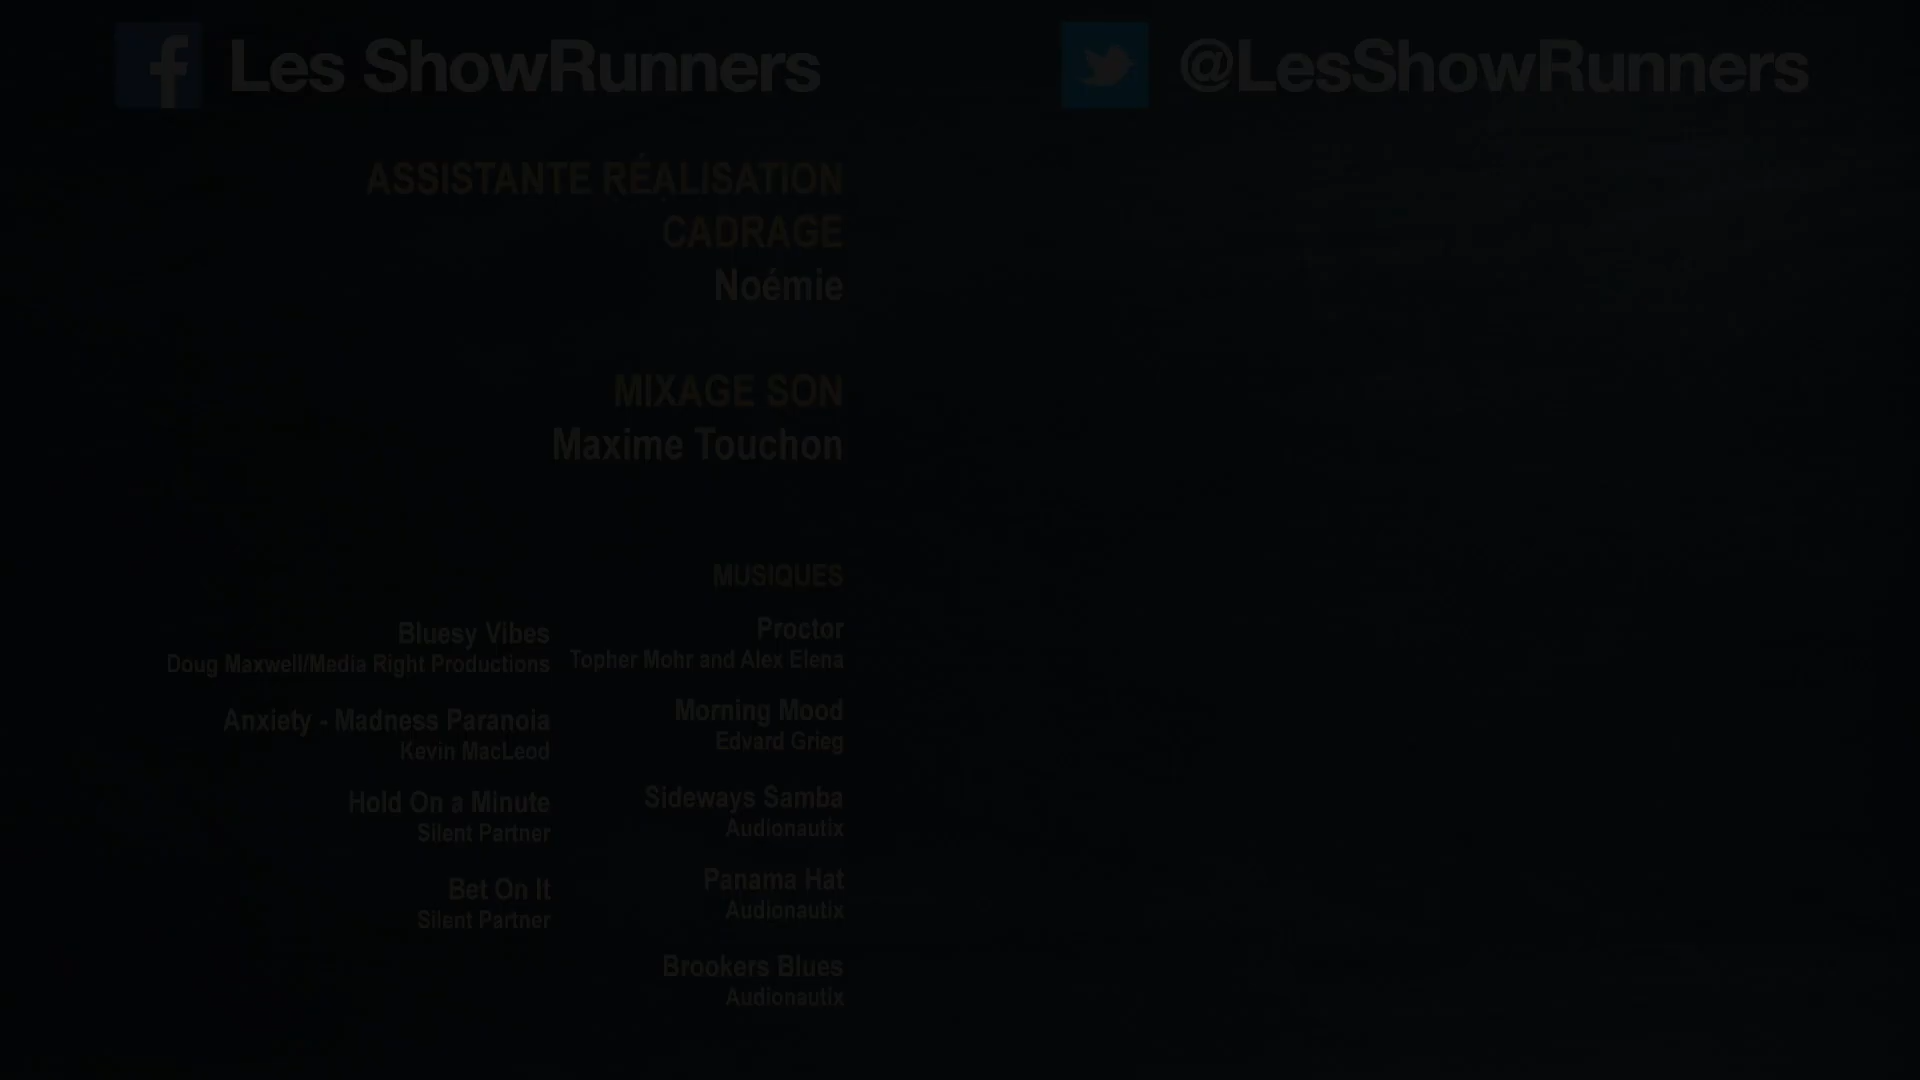 Les ShowRunners
@LesShowRunners
ASSISTANTE RÉALISATION
CADRAGE
Noémie
MIXAGE SON
Maxime Touchon
MUSIQUES
Bluesy Vibes
Doug Maxwell/Media Right Productions
Anxiety - Madness Paranoia
Kevin MacLeod
Hold On a Minute
Silent Partner
Bet On It
Silent Partner
Proctor
Topher Mohr and Alex Elena
Morning Mood
Edvard Grieg
Sideways Samba
Audionautix
Panama Hat
Audionautix
Brookers Blues
Audionautix